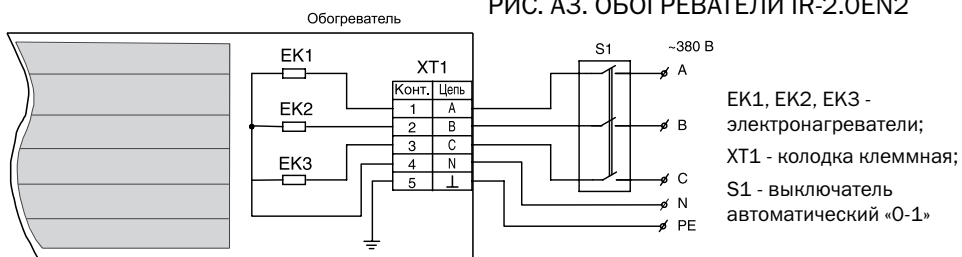 РИС. А3. ОБОГРЕВАТЕЛИ IR-2.0EN2
Обогреватель
EK1
EK2
EK3
XT1
Конт. Цепь
1 A
2 B
3 C
4 N
5 ⊥
S1
~380 В
A
B
C
N
PE
EK1, EK2, EK3 -
электронагреватели;
XT1 - колодка клеммная;
S1 - выключатель
автоматический «0-1»